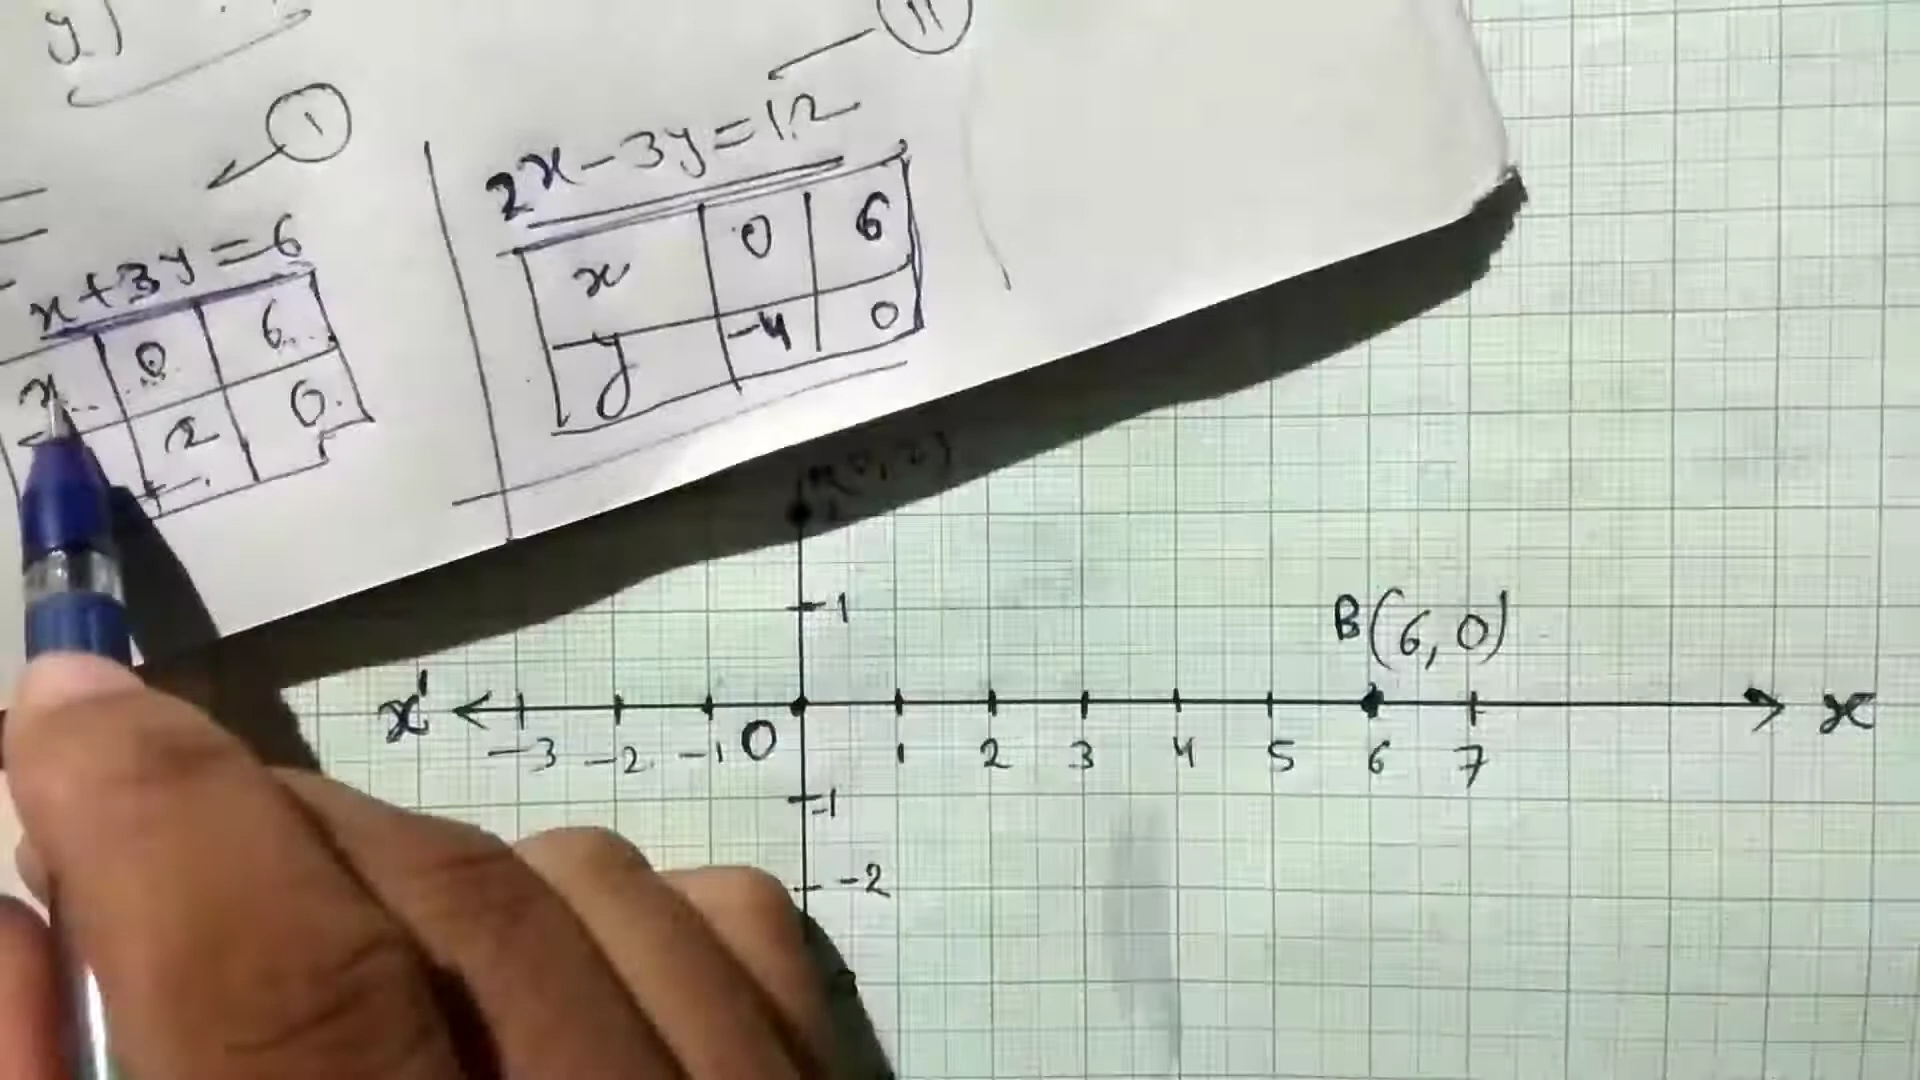 y)
1
11
x+3y=6
x 0 6
2 0
2x-3y=12
x 0 6
y -4 0
2
1
B(6,0)
x' -3 -2 -1 0 1 2 3 4 5 6 7 x
-1
-2